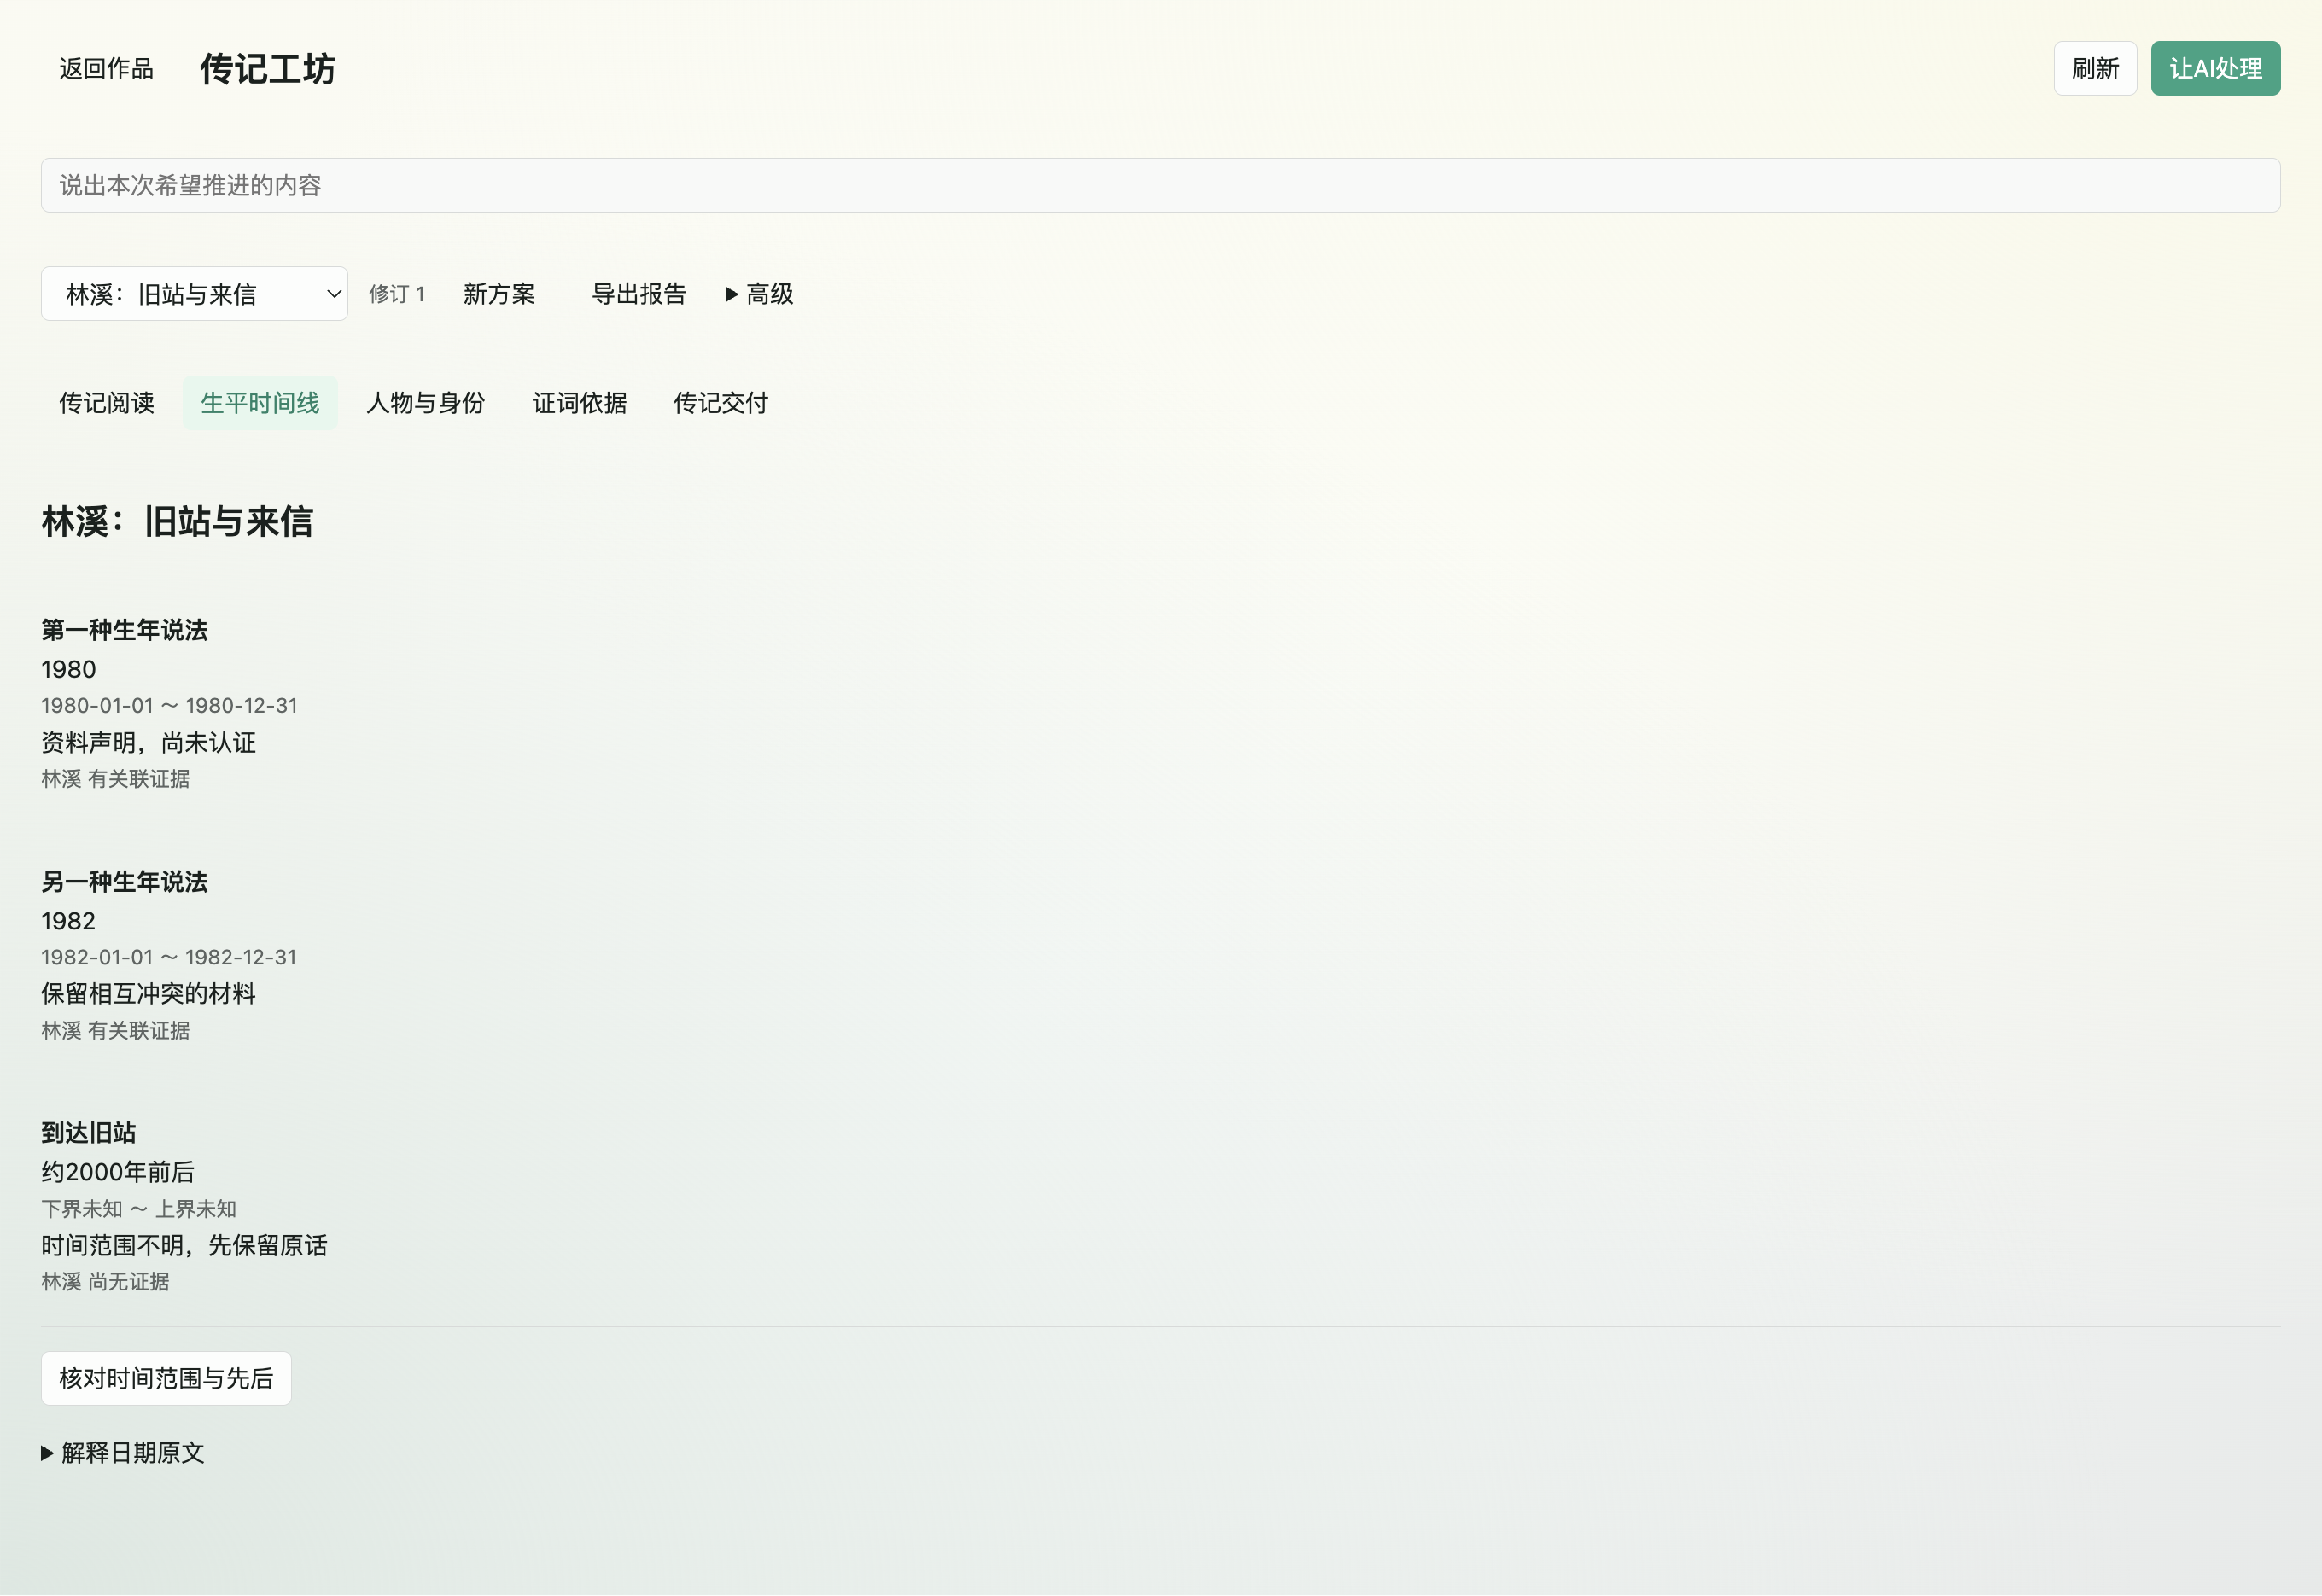 返回作品 传记工坊 刷新 让AI处理
说出本次希望推进的内容
林溪：旧站与来信 修订 1 新方案 导出报告 ▶ 高级
传记阅读 生平时间线 人物与身份 证词依据 传记交付
林溪：旧站与来信
第一种生年说法
1980
1980-01-01 ～ 1980-12-31
资料声明，尚未认证
林溪 有关联证据
另一种生年说法
1982
1982-01-01 ～ 1982-12-31
保留相互冲突的材料
林溪 有关联证据
到达旧站
约2000年前后
下界未知 ～ 上界未知
时间范围不明，先保留原话
林溪 尚无证据
核对时间范围与先后
▶ 解释日期原文